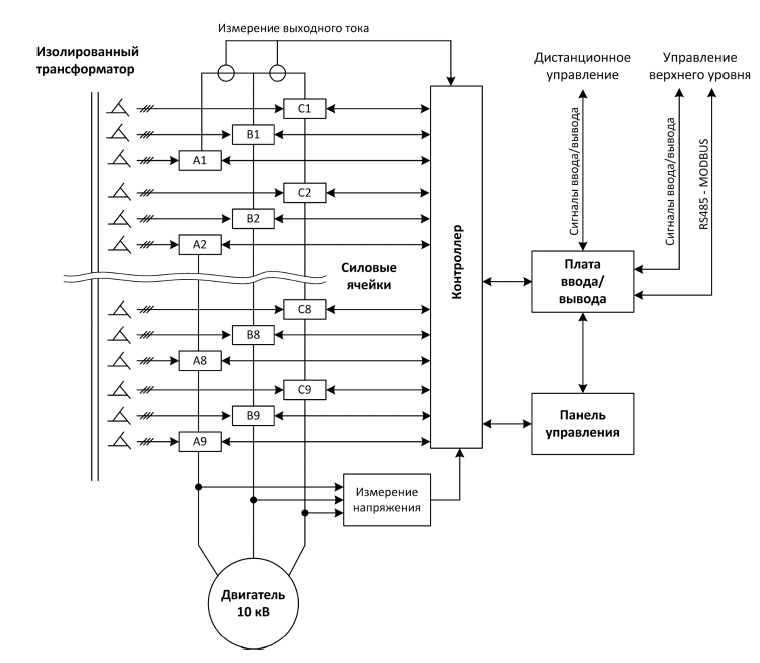 Измерение выходного тока
Изолированный
трансформатор
Дистанционное
управление
Управление
верхнего уровня
C1
B1
A1
C2
B2
A2
Силовые
ячейки
C8
B8
A8
C9
B9
A9
Контроллер
Сигналы ввода/вывода
Сигналы ввода/вывода
RS485 - MODBUS
Плата
ввода/
вывода
Панель
управления
Измерение
напряжения
Двигатель
10 кВ